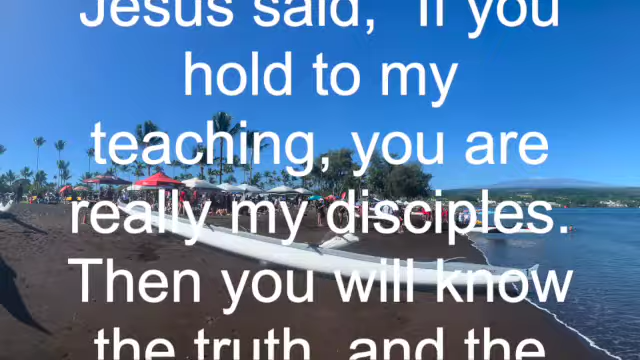 Jesus said, "If you
hold to my
teaching, you are
really my disciples.
Then you will know
the truth, and the